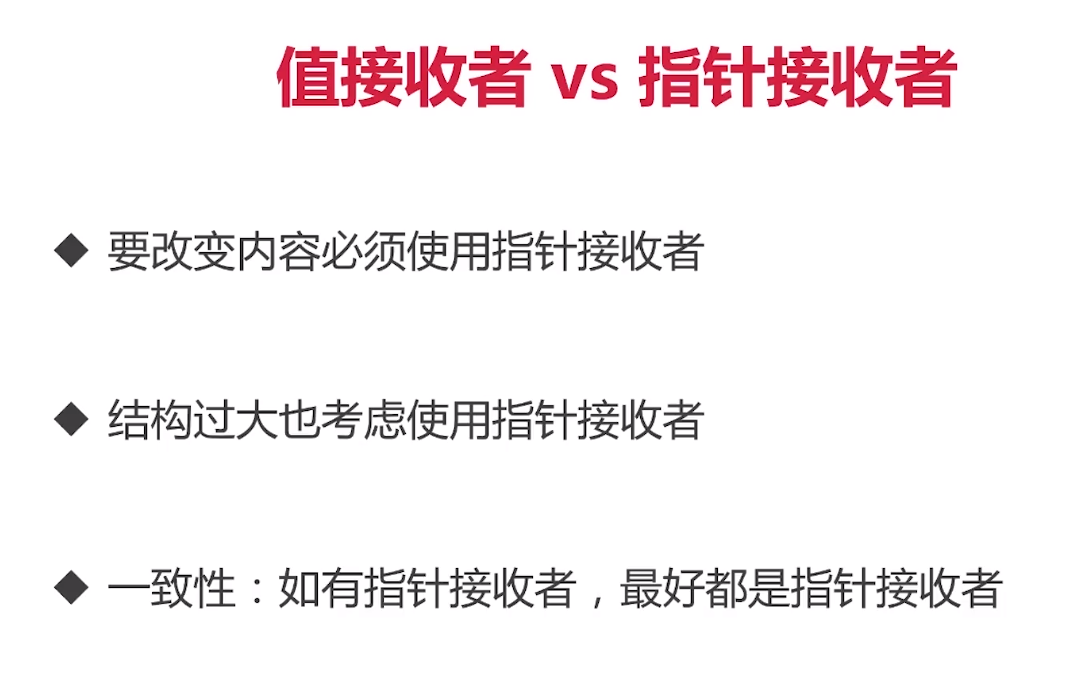 值接收者 vs 指针接收者
要改变内容必须使用指针接收者
结构过大也考虑使用指针接收者
一致性：如有指针接收者，最好都是指针接收者